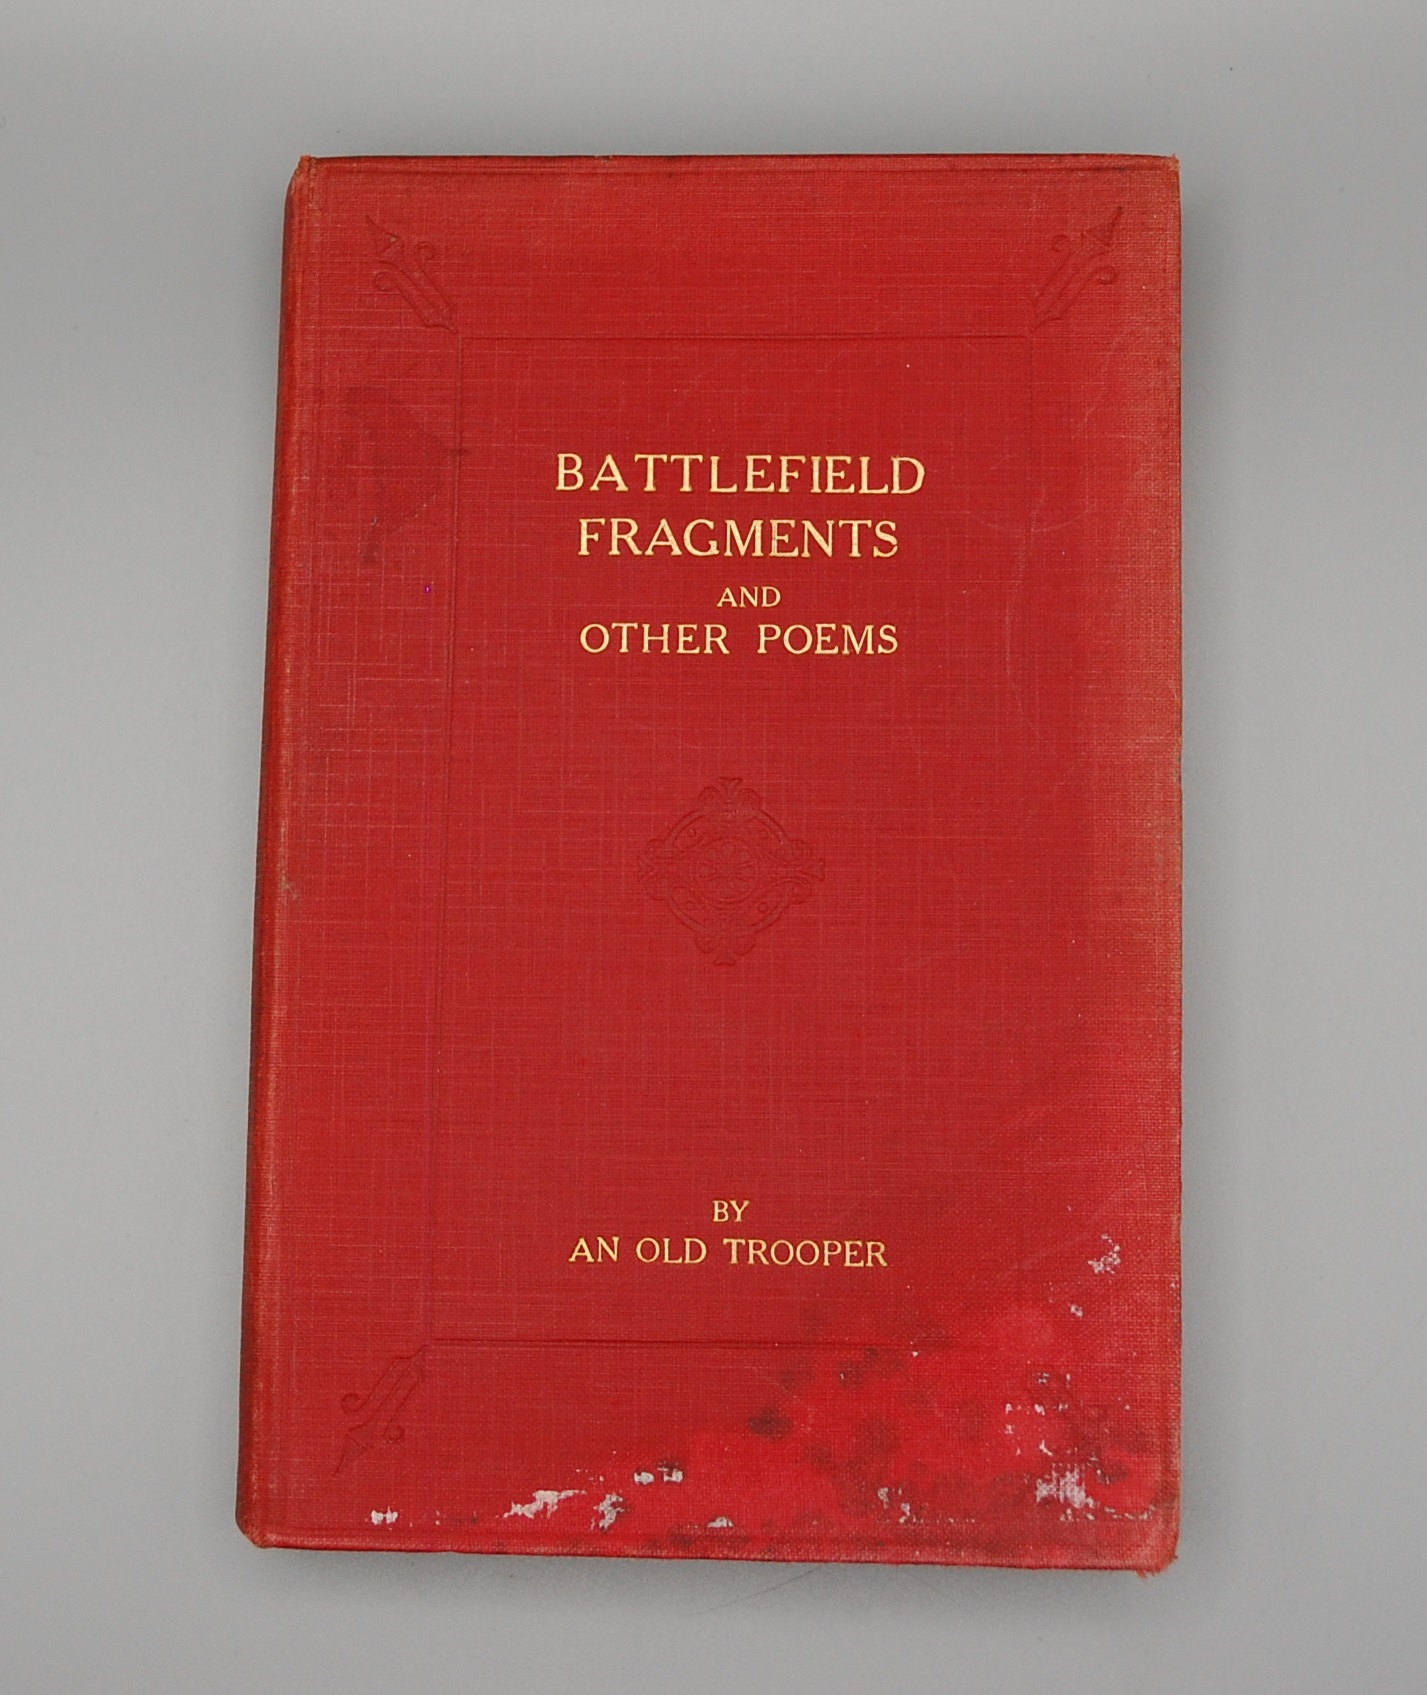 BATTLEFIELD
FRAGMENTS
AND
OTHER POEMS
BY
AN OLD TROOPER